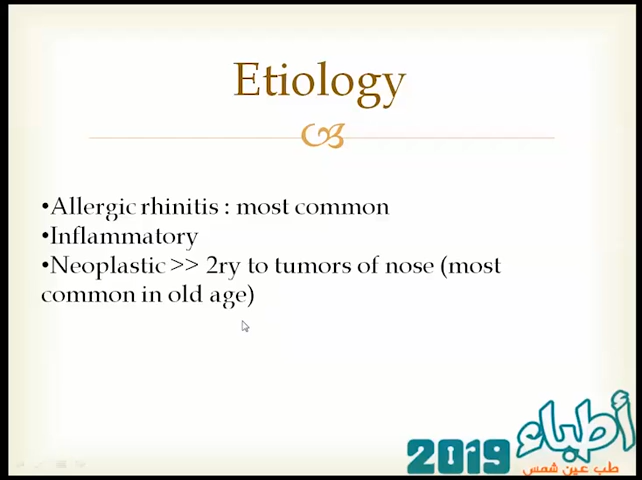 Etiology
•Allergic rhinitis : most common
•Inflammatory
•Neoplastic >> 2ry to tumors of nose (most
common in old age)
أطباء
2019
طب عين شمس